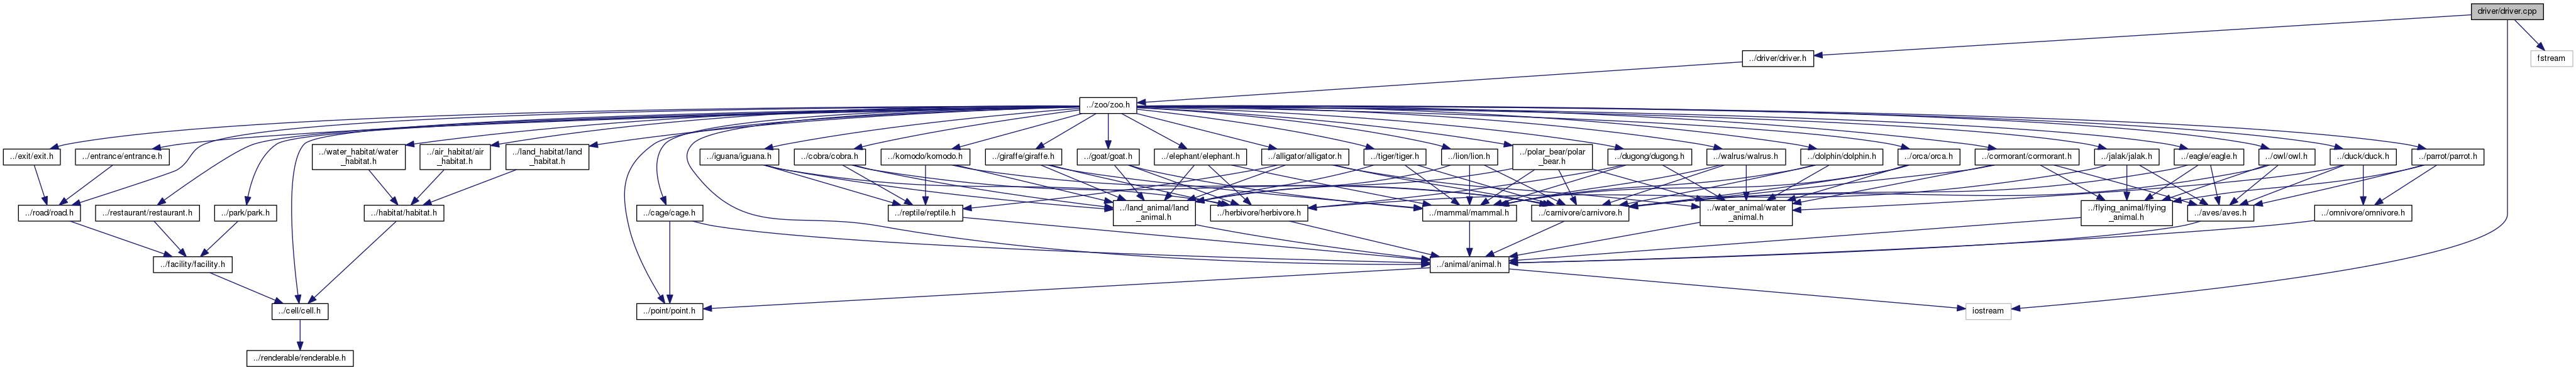 driver/driver.cpp
../driver/driver.h
fstream
../zoo/zoo.h
../exit/exit.h
../entrance/entrance.h
../water_habitat/water
_habitat.h
../air_habitat/air
_habitat.h
../land_habitat/land
_habitat.h
../iguana/iguana.h
../cobra/cobra.h
../komodo/komodo.h
../giraffe/giraffe.h
../goat/goat.h
../elephant/elephant.h
../alligator/alligator.h
../tiger/tiger.h
../lion/lion.h
../polar_bear/polar
_bear.h
../dugong/dugong.h
../walrus/walrus.h
../dolphin/dolphin.h
../orca/orca.h
../cormorant/cormorant.h
../jalak/jalak.h
../eagle/eagle.h
../owl/owl.h
../duck/duck.h
../parrot/parrot.h
../road/road.h
../restaurant/restaurant.h
../park/park.h
../habitat/habitat.h
../cage/cage.h
../reptile/reptile.h
../land_animal/land
_animal.h
../herbivore/herbivore.h
../mammal/mammal.h
../carnivore/carnivore.h
../water_animal/water
_animal.h
../flying_animal/flying
_animal.h
../aves/aves.h
../omnivore/omnivore.h
../facility/facility.h
../animal/animal.h
../cell/cell.h
../point/point.h
iostream
../renderable/renderable.h